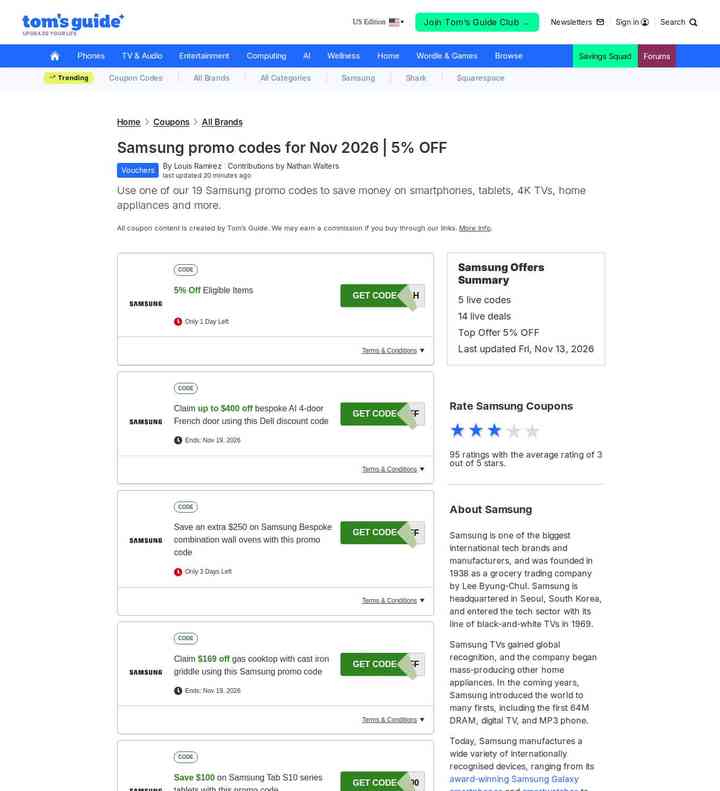 tom's guide
UPGRADE YOUR LIFE
US Edition
Join Tom's Guide Club →
Newsletters
Sign in
Search
Phones TV & Audio Entertainment Computing AI Wellness Home Wordle & Games Browse Savings Squad Forums
Trending Coupon Codes All Brands All Categories Samsung Shark Squarespace
Home > Coupons > All Brands
Samsung promo codes for Nov 2026 | 5% OFF
Vouchers
By Louis Ramirez Contributions by Nathan Walters
last updated 20 minutes ago
Use one of our 19 Samsung promo codes to save money on smartphones, tablets, 4K TVs, home
appliances and more.
All coupon content is created by Tom's Guide. We may earn a commission if you buy through our links. More Info.
CODE
SAMSUNG
5% Off Eligible Items
GET CODE H
Only 1 Day Left
Terms & Conditions ▼
CODE
SAMSUNG
Claim up to $400 off bespoke AI 4-door
French door using this Dell discount code
GET CODE FF
Ends: Nov 19, 2026
Terms & Conditions ▼
CODE
SAMSUNG
Save an extra $250 on Samsung Bespoke
combination wall ovens with this promo
code
GET CODE FF
Only 3 Days Left
Terms & Conditions ▼
CODE
SAMSUNG
Claim $169 off gas cooktop with cast iron
griddle using this Samsung promo code
GET CODE FF
Ends: Nov 19, 2026
Terms & Conditions ▼
CODE
SAMSUNG
Save $100 on Samsung Tab S10 series
tablets with this promo code
GET CODE 00
Samsung Offers
Summary
5 live codes
14 live deals
Top Offer 5% OFF
Last updated Fri, Nov 13, 2026
Rate Samsung Coupons
95 ratings with the average rating of 3
out of 5 stars.
About Samsung
Samsung is one of the biggest
international tech brands and
manufacturers, and was founded in
1938 as a grocery trading company
by Lee Byung-Chul. Samsung is
headquartered in Seoul, South Korea,
and entered the tech sector with its
line of black-and-white TVs in 1969.
Samsung TVs gained global
recognition, and the company began
mass-producing other home
appliances. In the coming years,
Samsung introduced the world to
many firsts, including the first 64M
DRAM, digital TV, and MP3 phone.
Today, Samsung manufactures a
wide variety of internationally
recognised devices, ranging from its
award-winning Samsung Galaxy
smartphones and smartwatches to